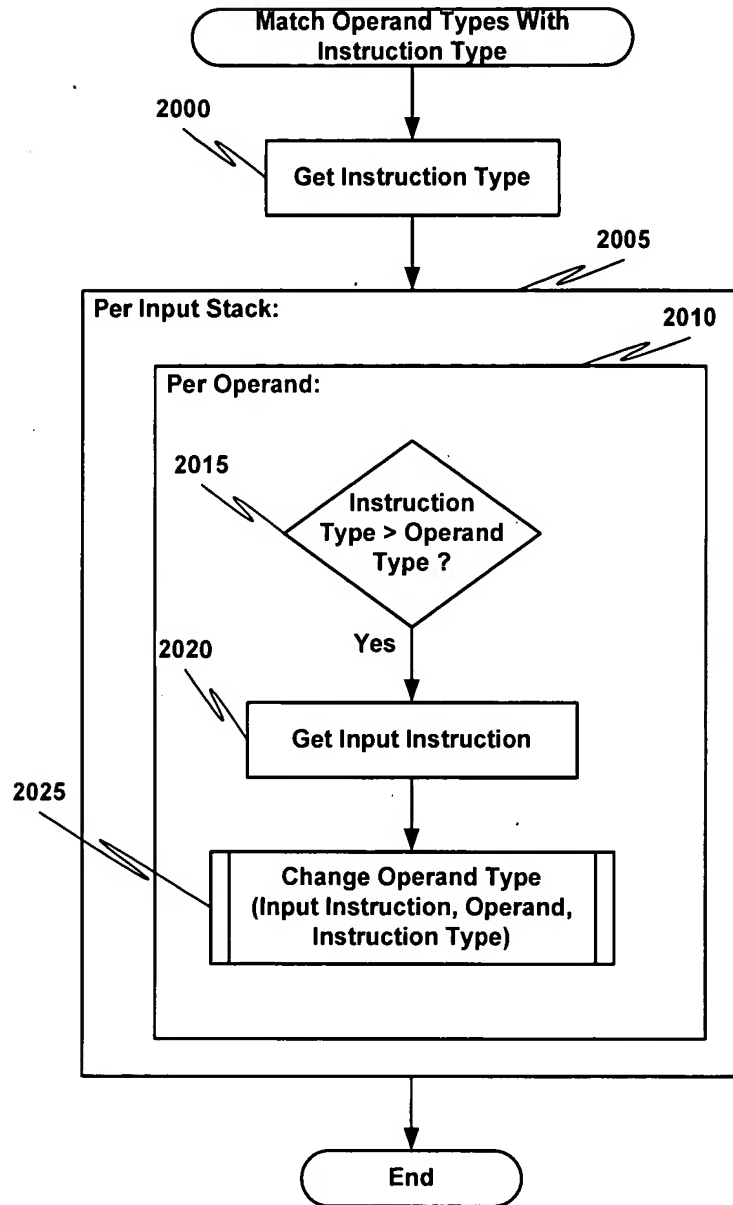 Match Operand Types With
Instruction Type
2000
Get Instruction Type
2005
Per Input Stack:
2010
Per Operand:
2015
Instruction
Type > Operand
Type ?
Yes
2020
Get Input Instruction
2025
Change Operand Type
(Input Instruction, Operand,
Instruction Type)
End